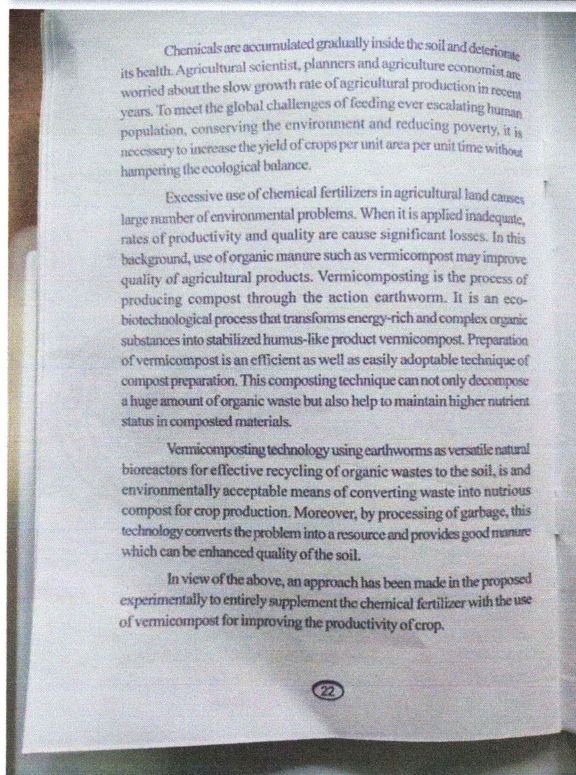 Chemicals are accumulated gradually inside the soil and deteriorate
its health. Agricultural scientist, planners and agriculture economist are
worried about the slow growth rate of agricultural production in recent
years. To meet the global challenges of feeding ever escalating human
population, conserving the environment and reducing poverty, it is
necessary to increase the yield of crops per unit area per unit time without
hampering the ecological balance.
Excessive use of chemical fertilizers in agricultural land causes
large number of environmental problems. When it is applied inadequate,
rates of productivity and quality are cause significant losses. In this
background, use of organic manure such as vermicompost may improve
quality of agricultural products. Vermicomposting is the process of
producing compost through the action earthworm. It is an eco-
biotechnological process that transforms energy-rich and complex organic
substances into stabilized humus-like product vermicompost. Preparation
of vermicompost is an efficient as well as easily adoptable technique of
compost preparation. This composting technique can not only decompose
a huge amount of organic waste but also help to maintain higher nutrient
status in composted materials.
Vermicomposting technology using earthworms as versatile natural
bioreactors for effective recycling of organic wastes to the soil, is and
environmentally acceptable means of converting waste into nutrious
compost for crop production. Moreover, by processing of garbage, this
technology converts the problem into a resource and provides good manure
which can be enhanced quality of the soil.
In view of the above, an approach has been made in the proposed
experimentally to entirely supplement the chemical fertilizer with the use
of vermicompost for improving the productivity of crop.
22